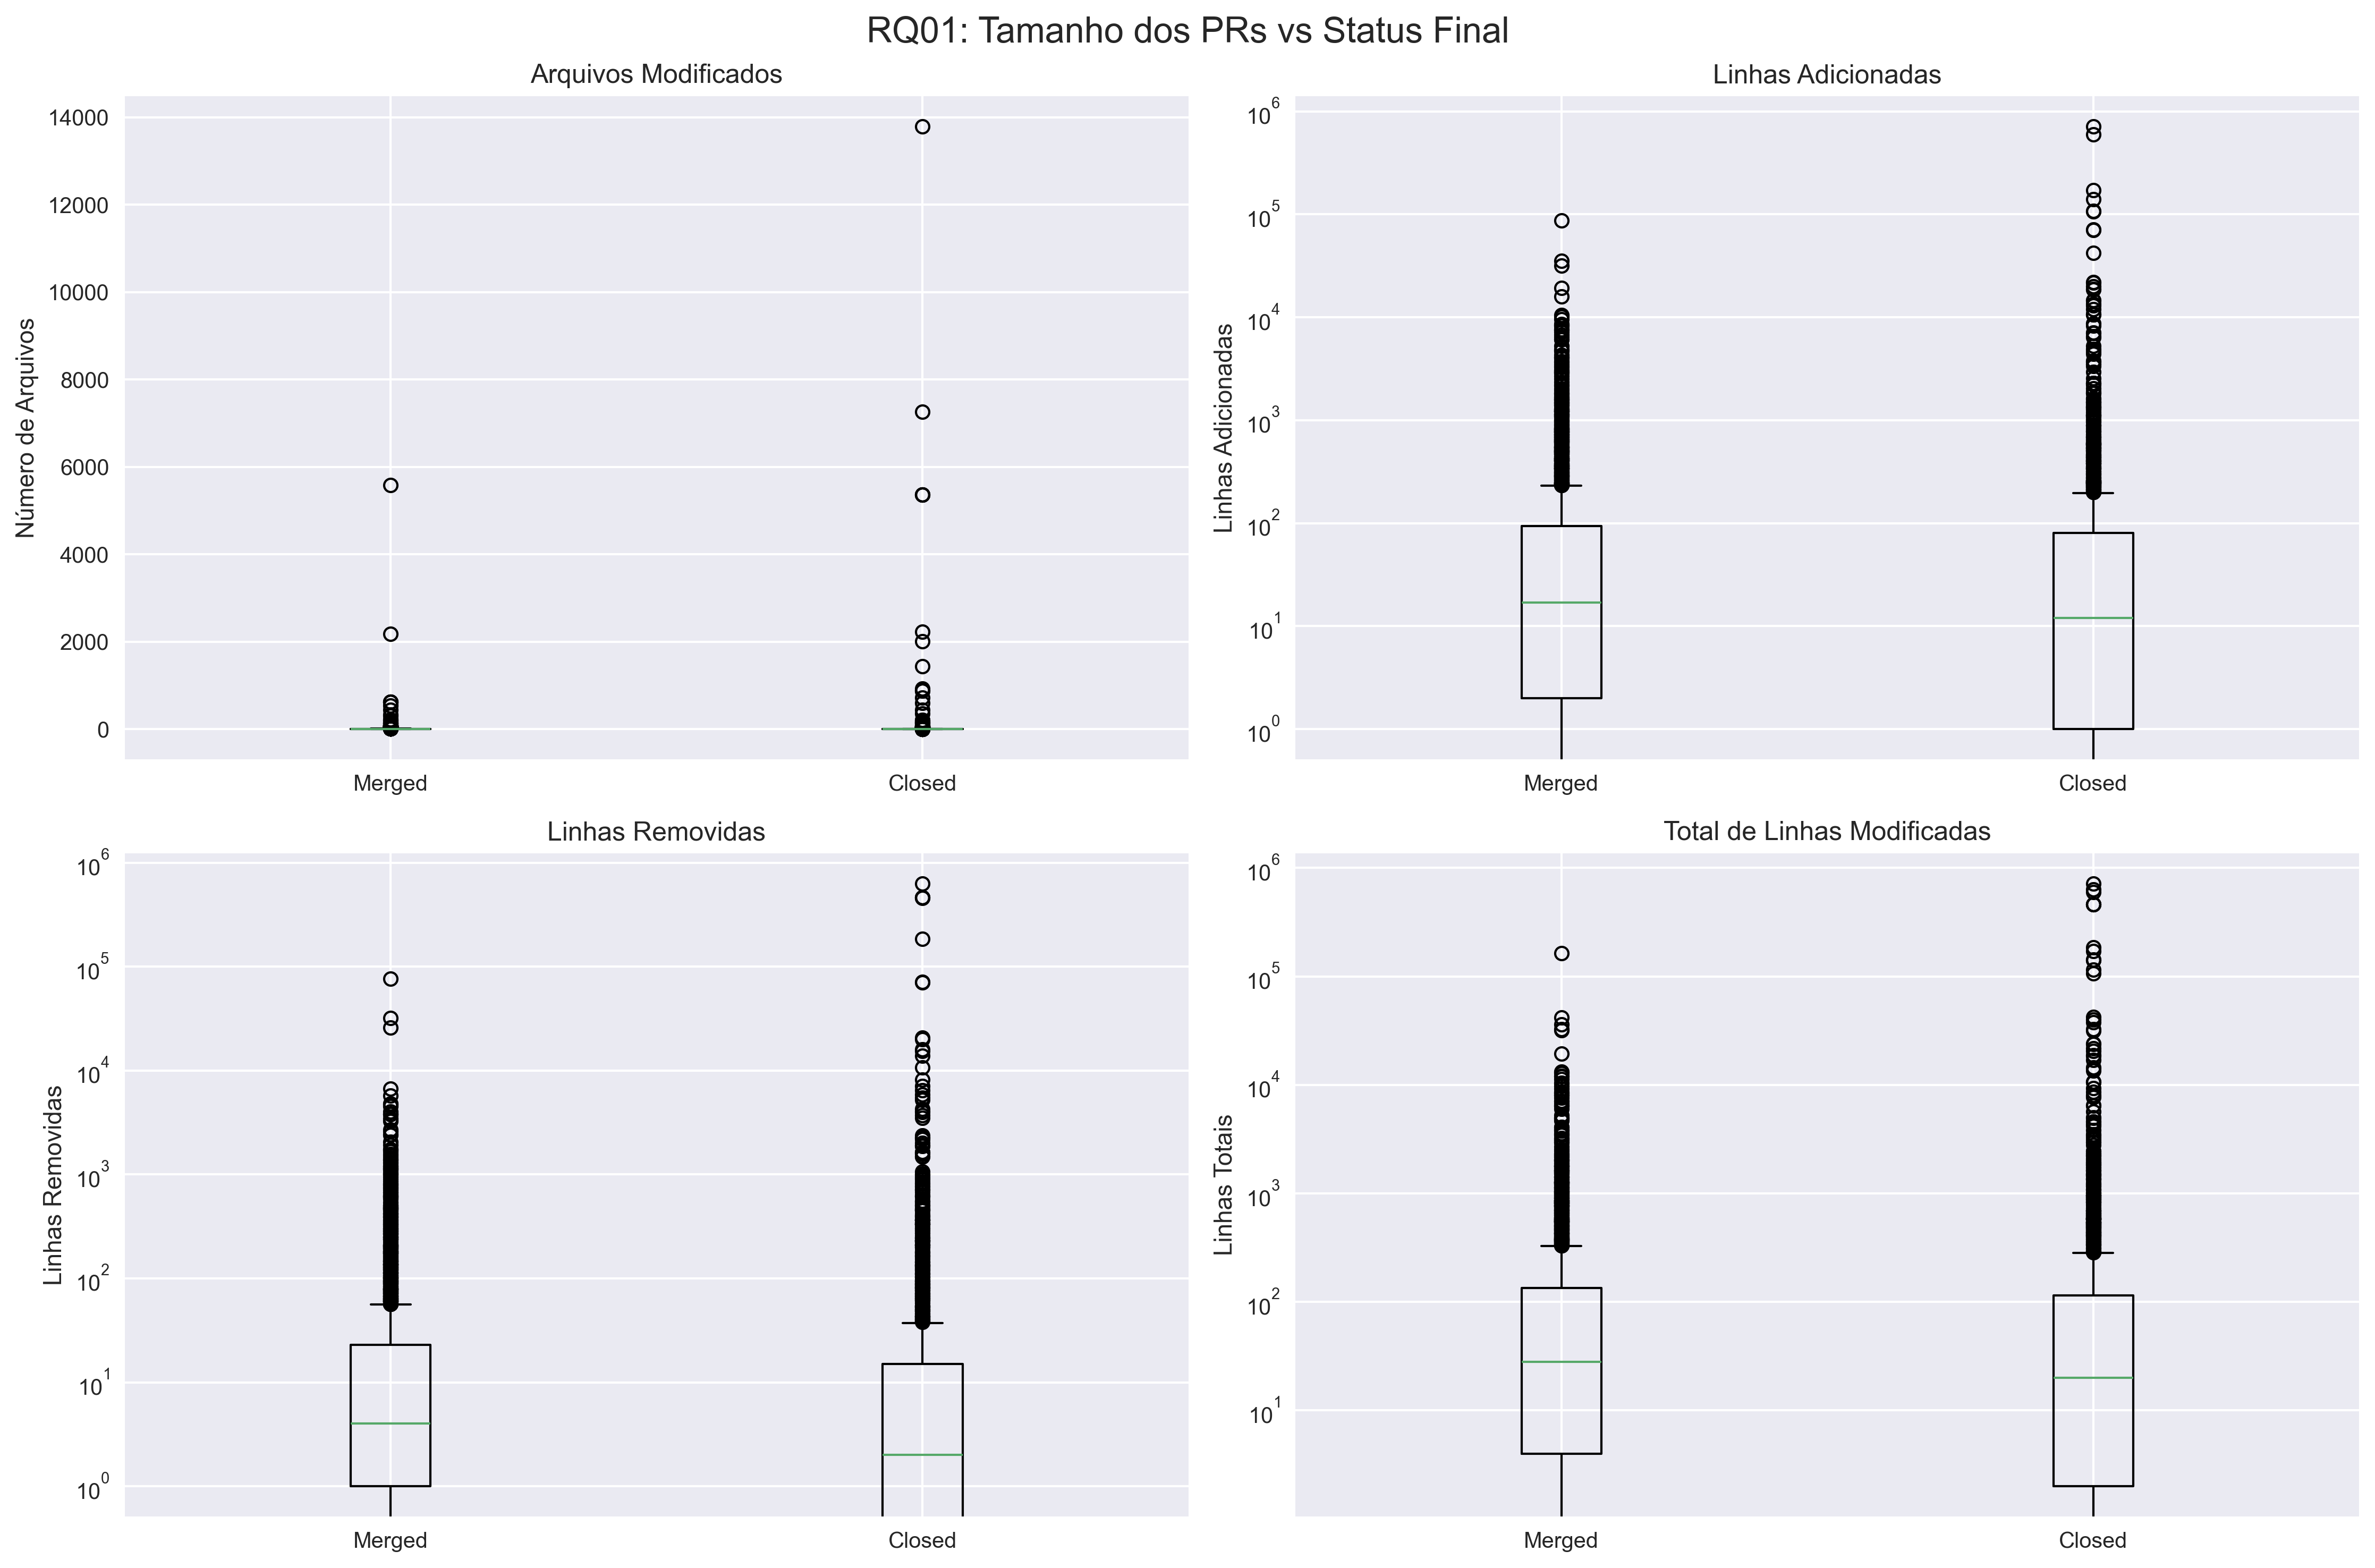 RQ01: Tamanho dos PRs vs Status Final
Arquivos Modificados
Número de Arquivos
14000
12000
10000
8000
6000
4000
2000
0
Merged
Closed
Linhas Adicionadas
Linhas Adicionadas
10^6
10^5
10^4
10^3
10^2
10^1
10^0
Merged
Closed
Linhas Removidas
Linhas Removidas
10^6
10^5
10^4
10^3
10^2
10^1
10^0
Merged
Closed
Total de Linhas Modificadas
Linhas Totais
10^6
10^5
10^4
10^3
10^2
10^1
Merged
Closed